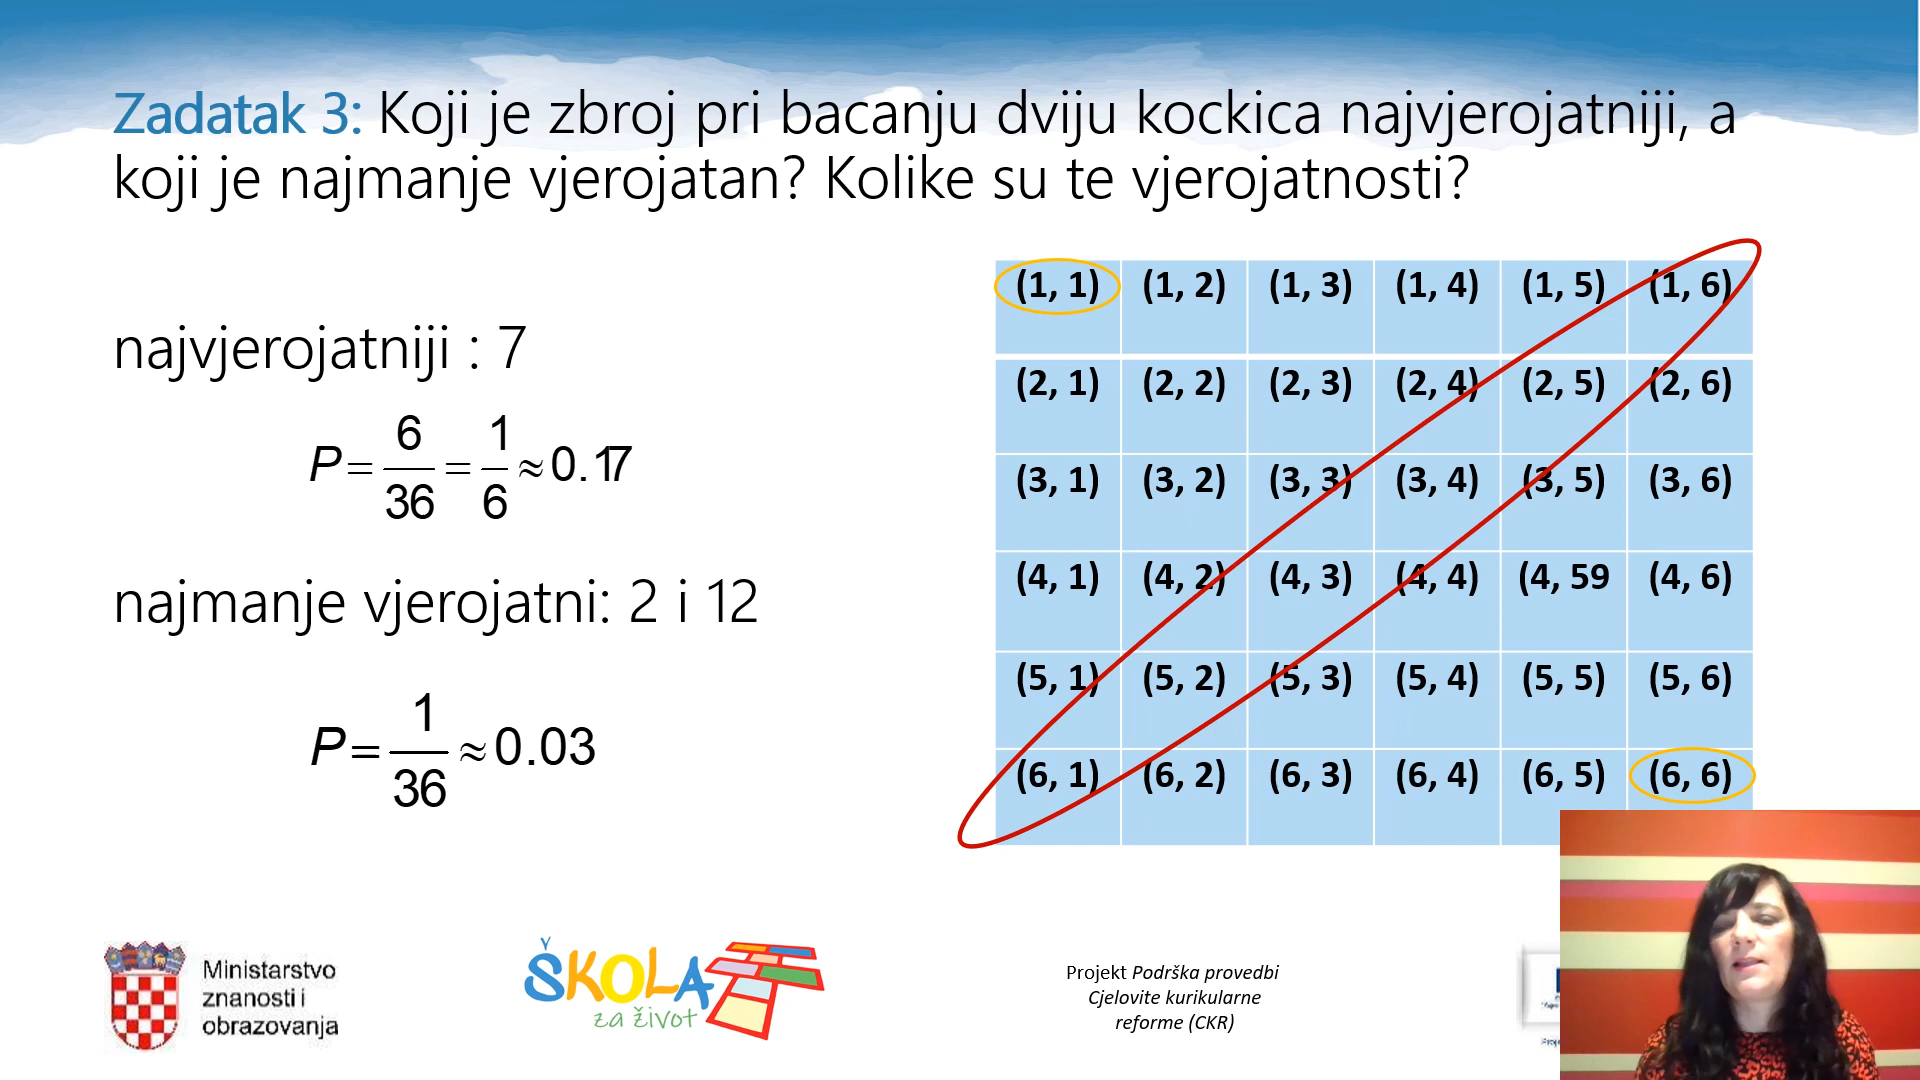 Zadatak 3: Koji je zbroj pri bacanju dviju kockica najvjerojatniji, a
koji je najmanje vjerojatan? Kolike su te vjerojatnosti?
najvjerojatniji : 7
P = 6/36 = 1/6 ≈ 0.17
najmanje vjerojatni: 2 i 12
P = 1/36 ≈ 0.03
(1, 1) (1, 2) (1, 3) (1, 4) (1, 5) (1, 6)
(2, 1) (2, 2) (2, 3) (2, 4) (2, 5) (2, 6)
(3, 1) (3, 2) (3, 3) (3, 4) (3, 5) (3, 6)
(4, 1) (4, 2) (4, 3) (4, 4) (4, 59 (4, 6)
(5, 1) (5, 2) (5, 3) (5, 4) (5, 5) (5, 6)
(6, 1) (6, 2) (6, 3) (6, 4) (6, 5) (6, 6)
Ministarstvo
znanosti i
obrazovanja
ŠKOLA
za život
Projekt Podrška provedbi
Cjelovite kurikularne
reforme (CKR)